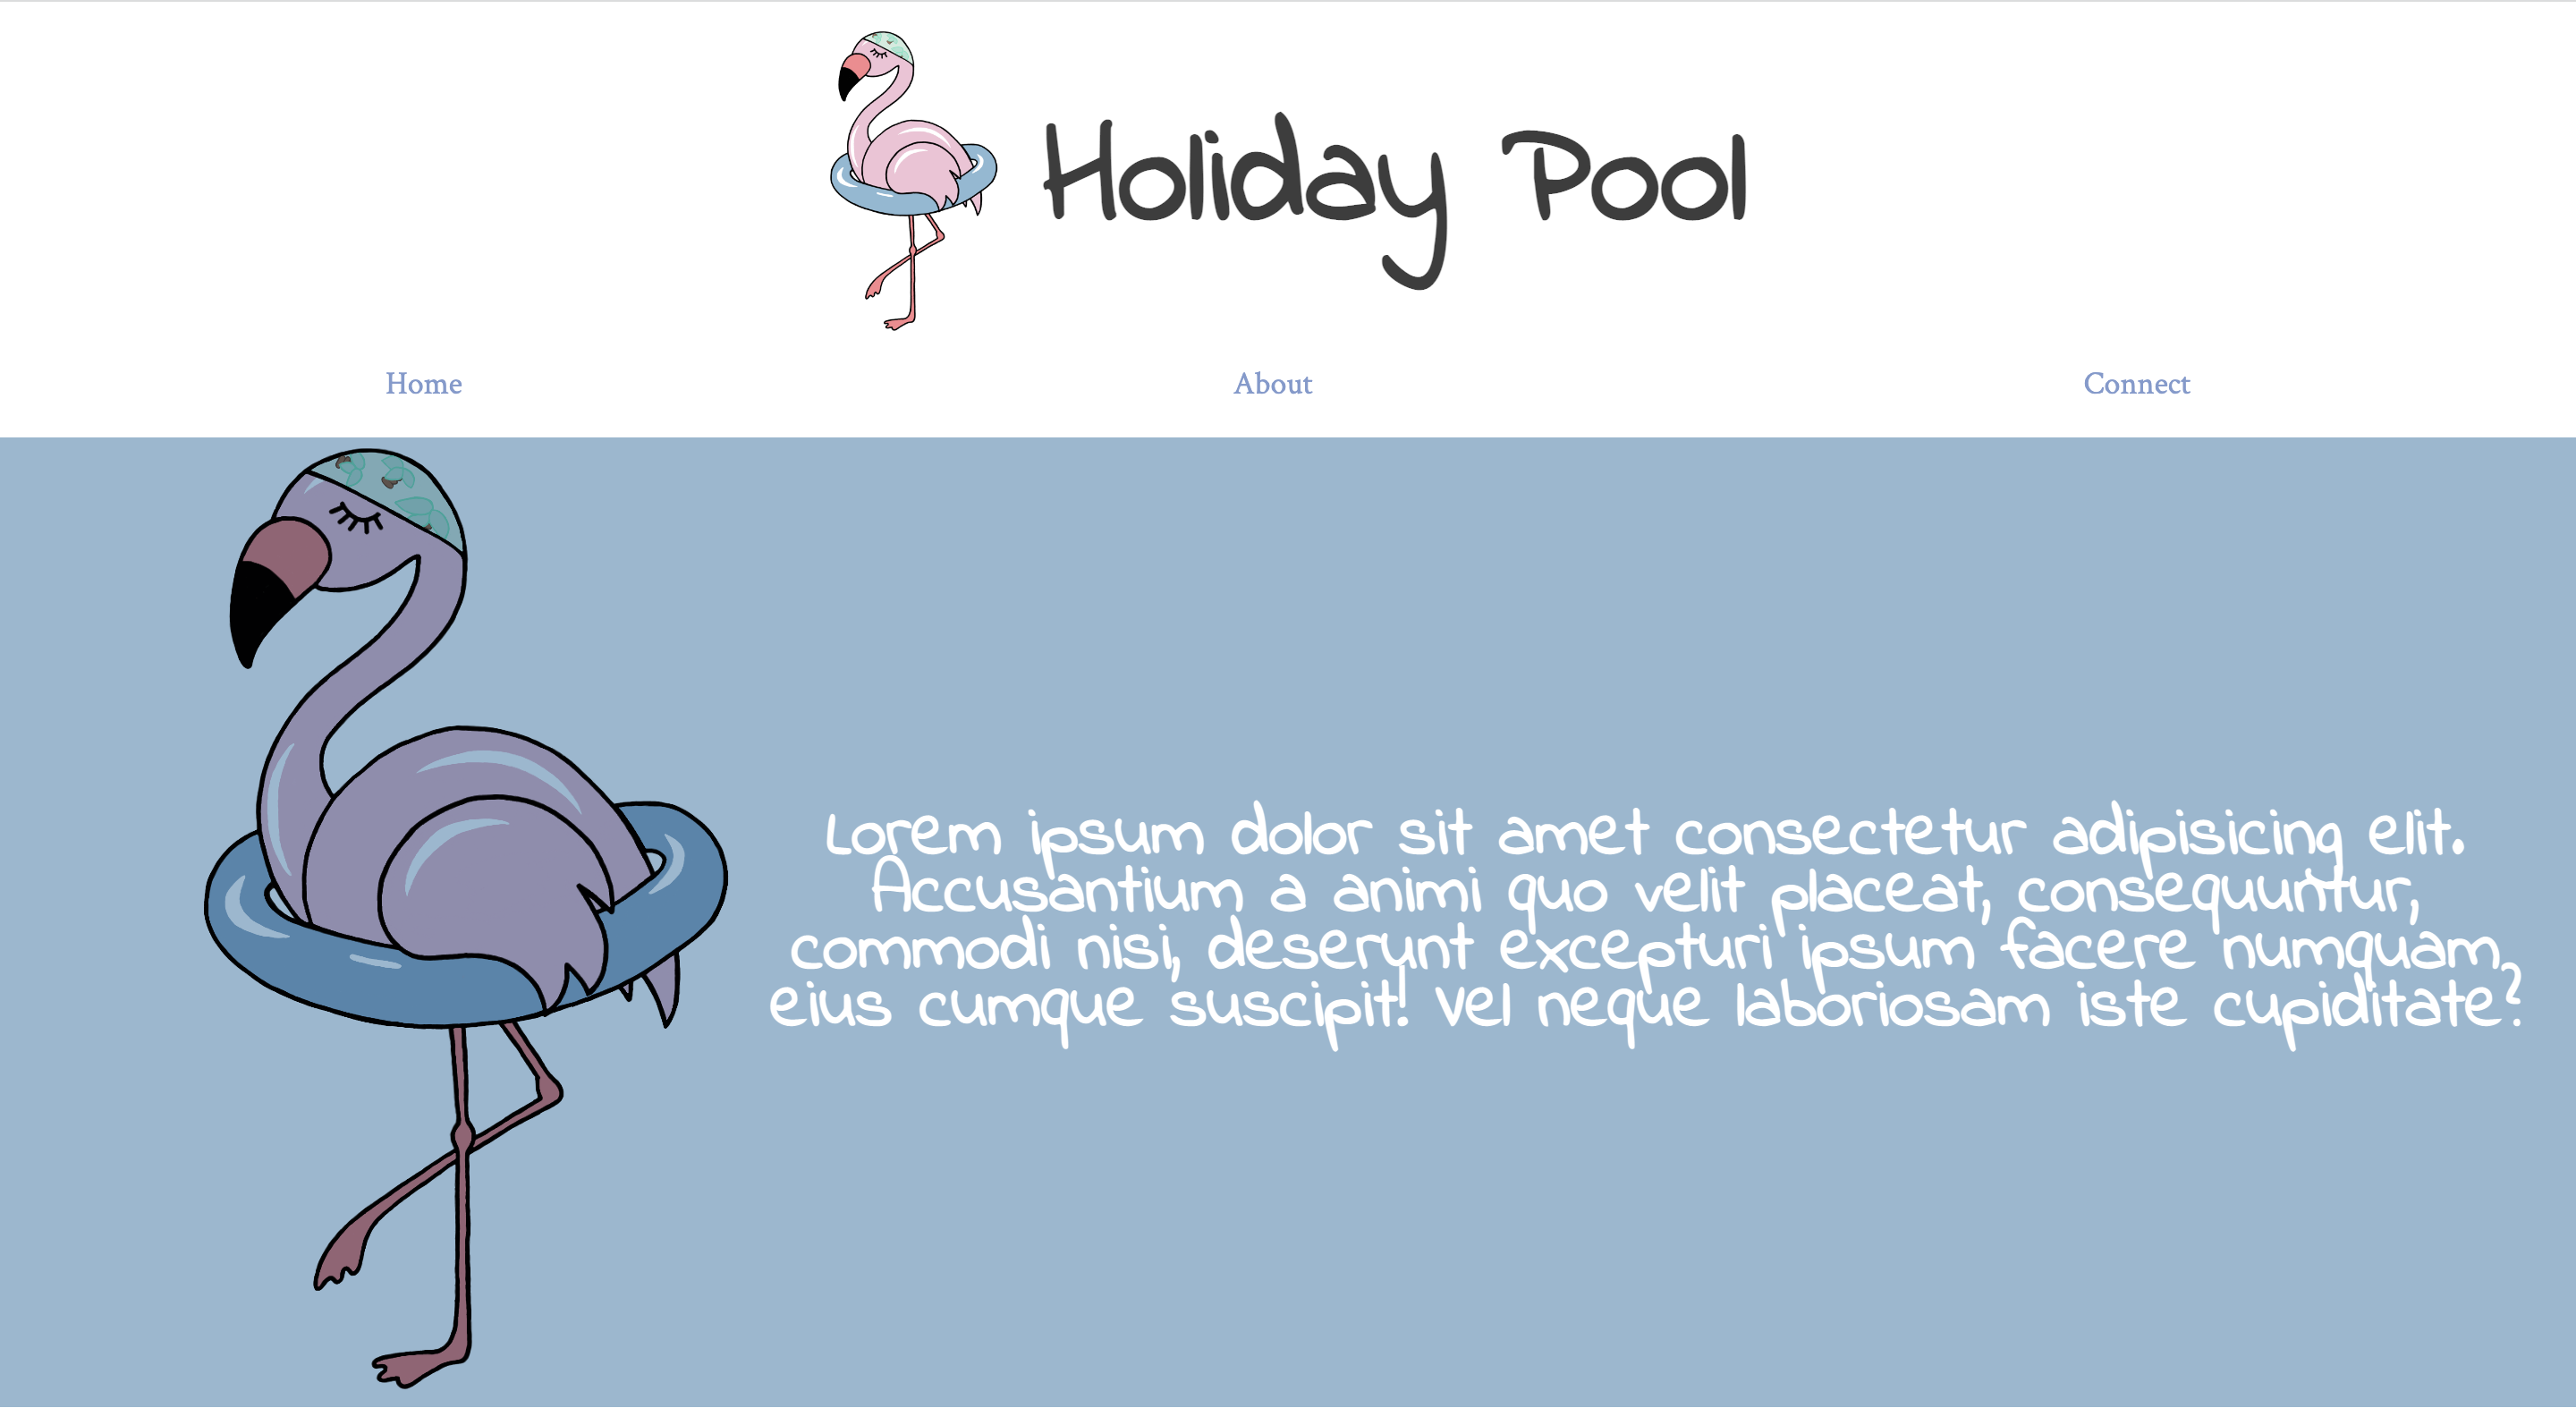 Holiday Pool
Home
About
Connect
Lorem ipsum dolor sit amet consectetur adipisicing elit.
Accusantium a animi quo velit placeat, consequuntur,
commodi nisi, deserunt excepturi ipsum facere numquam,
eius cumque suscipit! Vel neque laboriosam iste cupiditate?